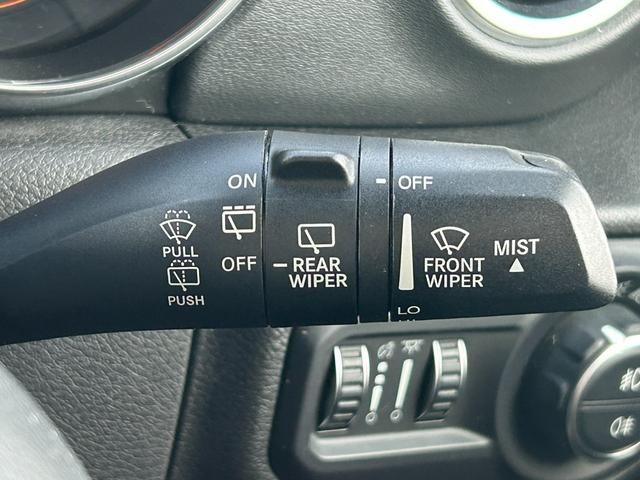 ON
OFF
PULL
PUSH
REAR
WIPER
OFF
FRONT
WIPER
LO
MIST